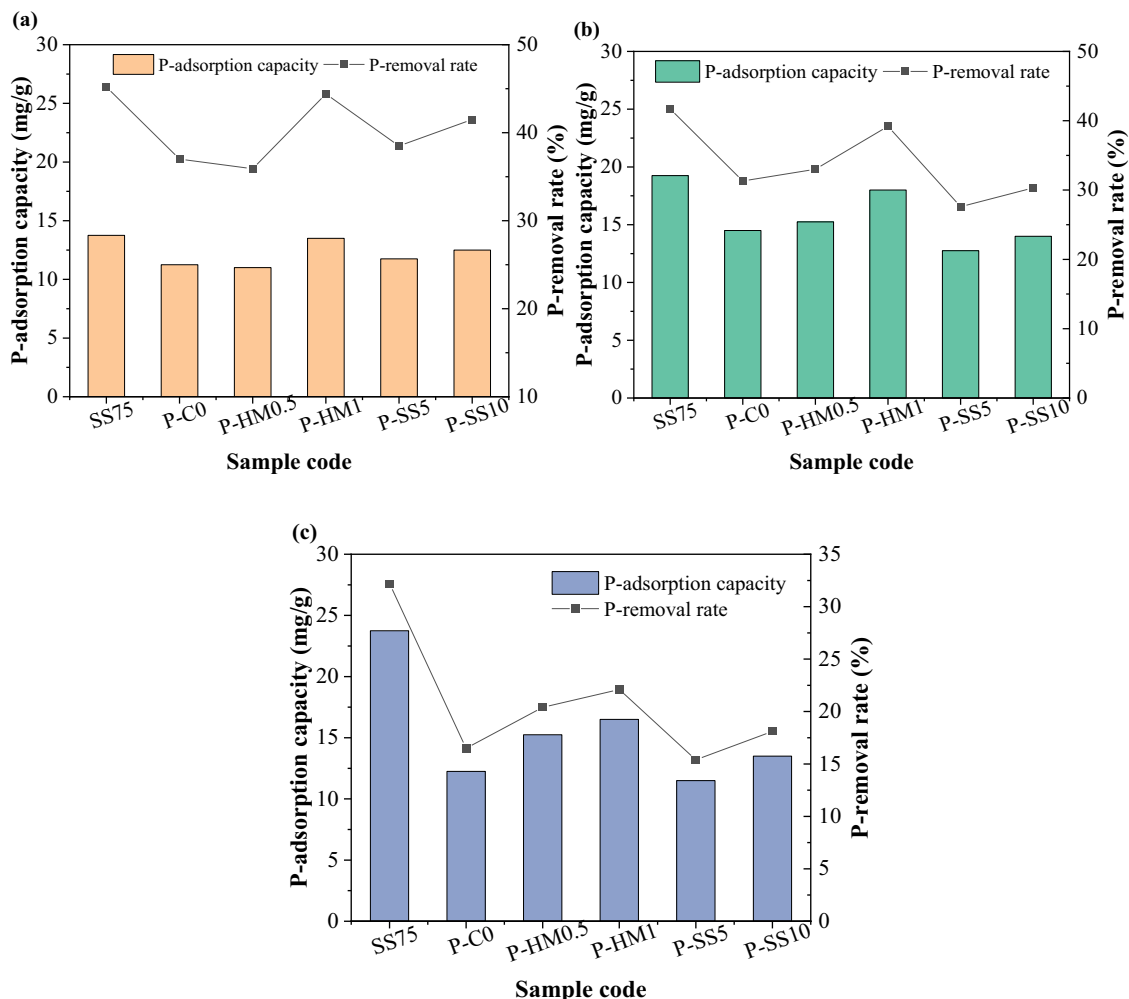 (a)
P-adsorption capacity
P-removal rate
P-adsorption capacity (mg/g)
30
25
20
15
10
5
0
50
40
30
20
10
P-removal rate (%)
SS75
P-C0
P-HM0.5
P-HM1
P-SS5
P-SS10
Sample code
(b)
P-adsorption capacity
P-removal rate
P-adsorption capacity (mg/g)
30
25
20
15
10
5
0
50
40
30
20
10
0
P-removal rate (%)
SS75
P-C0
P-HM0.5
P-HM1
P-SS5
P-SS10
Sample code
(c)
P-adsorption capacity
P-removal rate
P-adsorption capacity (mg/g)
30
25
20
15
10
5
0
35
30
25
20
15
10
5
0
P-removal rate (%)
SS75
P-C0
P-HM0.5
P-HM1
P-SS5
P-SS10
Sample code